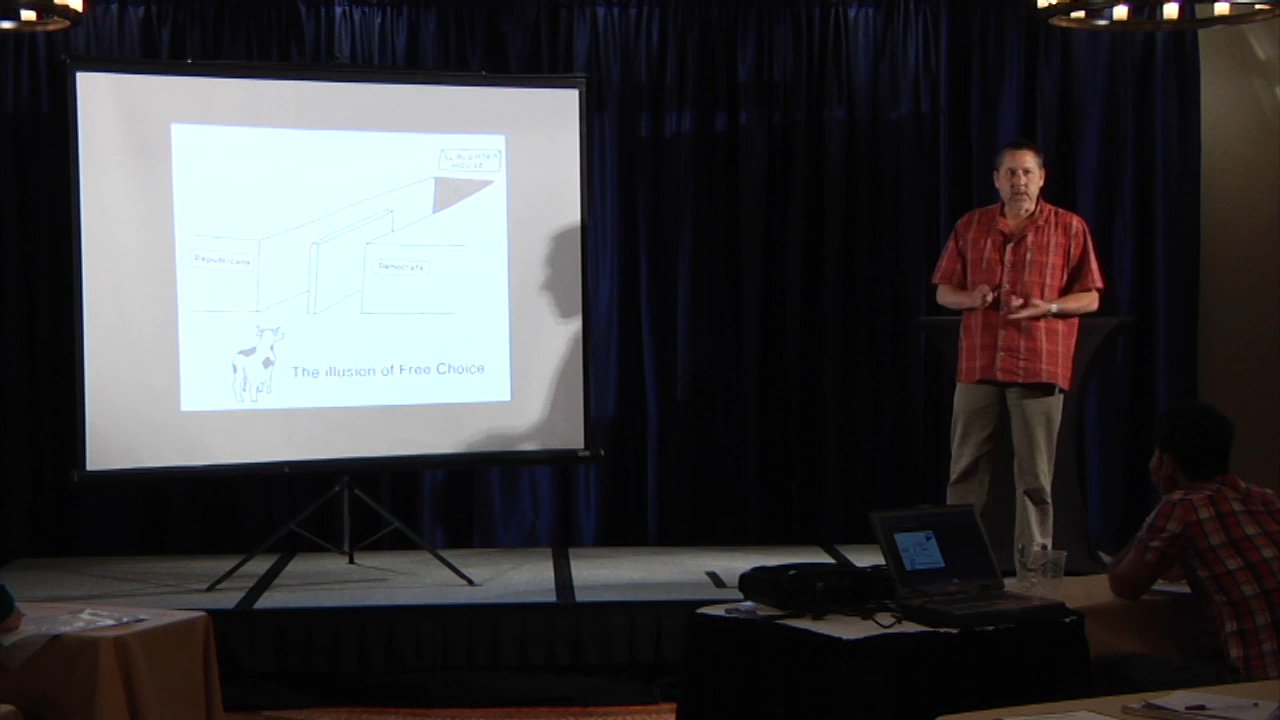 SLAUGHTER
HOUSE
Republicans
Democrats
The illusion of Free Choice